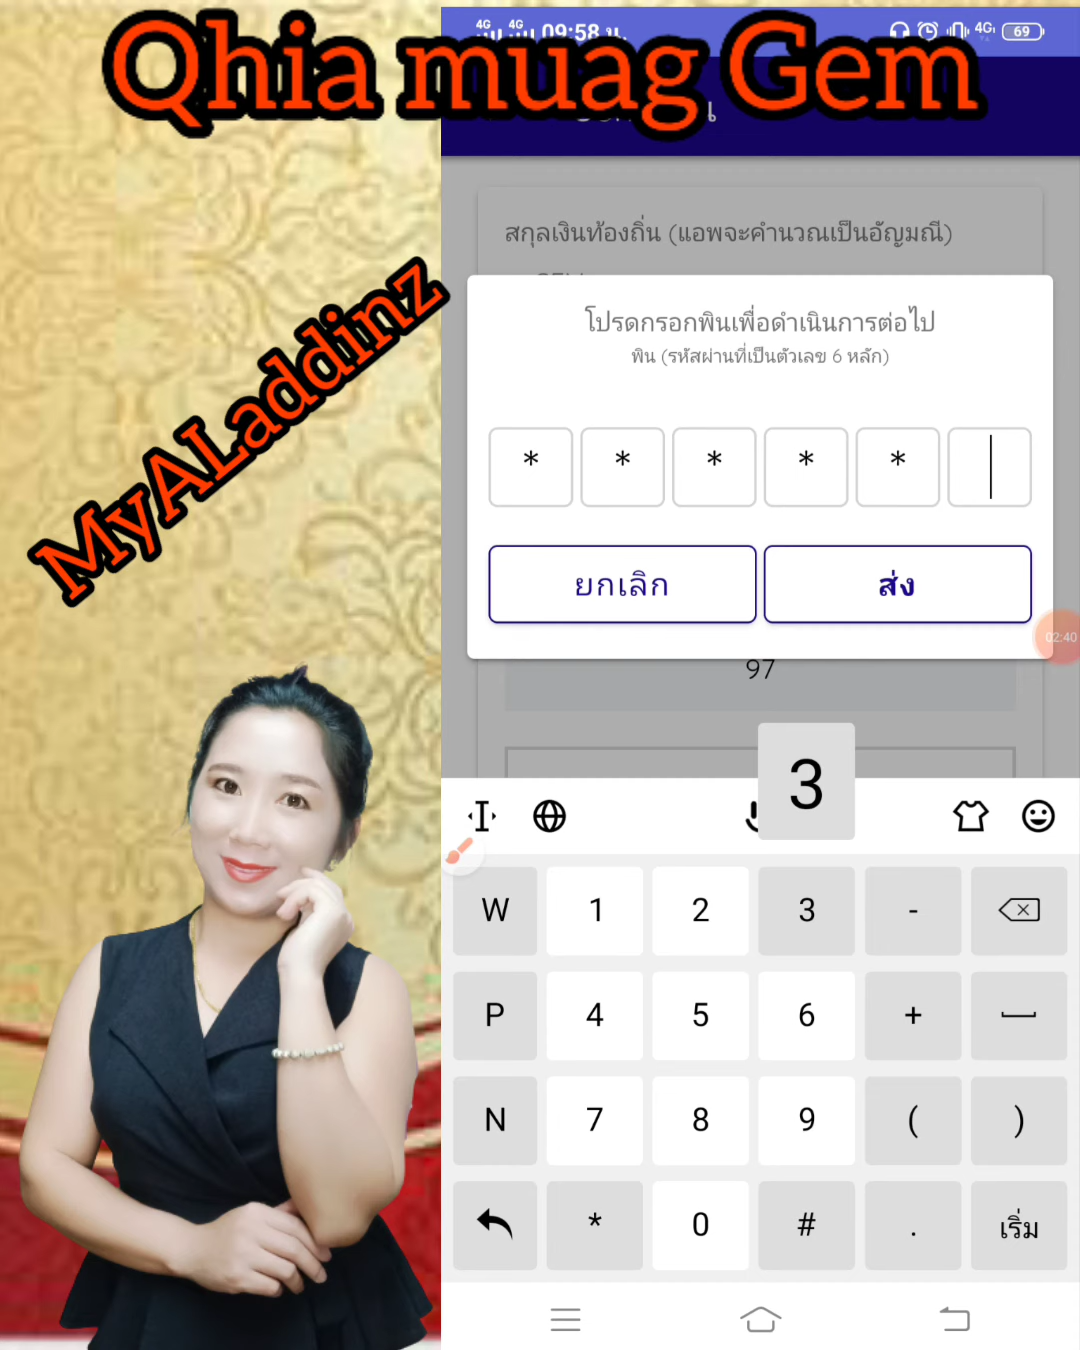 Qhia muag Gem
4G 4G 09:58 น. 4G 69
สกุลเงินท้องถิ่น (แอพจะคำนวณเป็นอัญมณี)
MyALaddinz
โปรดกรอกพินเพื่อดำเนินการต่อไป
พิน (รหัสผ่านที่เป็นตัวเลข 6 หลัก)
* * * * *
ยกเลิก ส่ง
02:40
97
3
W 1 2 3 -
P 4 5 6 +
N 7 8 9 ( )
* 0 # . เริ่ม